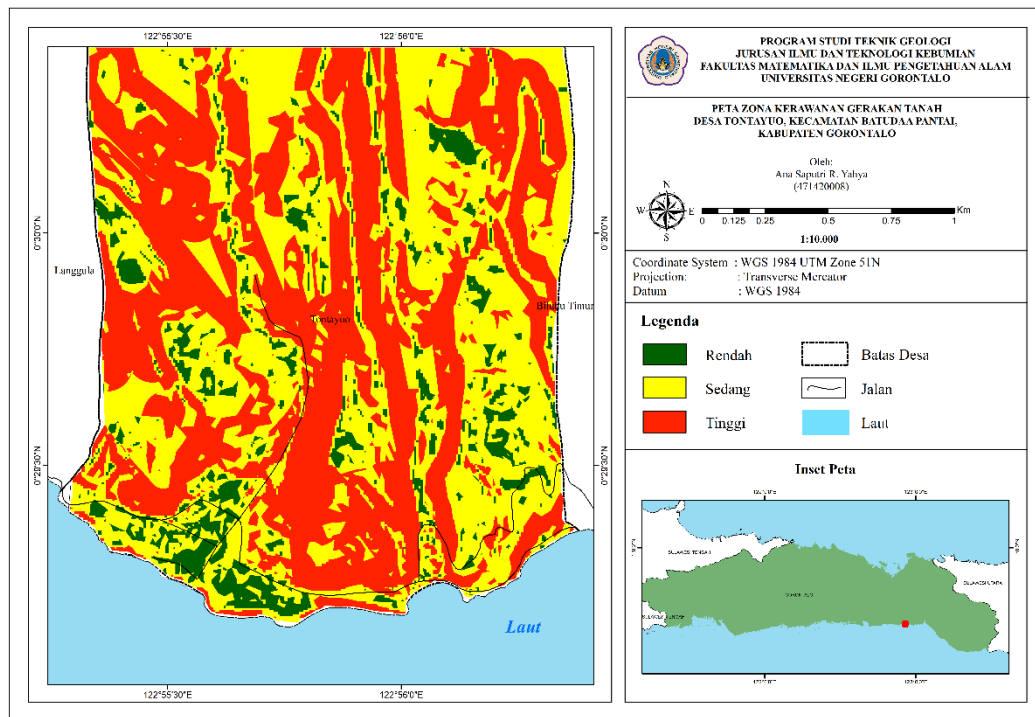 122°55'30"E 122°56'0"E
0°30'0"N 0°30'0"N
Langgula
Tontayuo
Biluhu Timur
0°29'30"N 0°29'30"N
Laut
122°55'30"E 122°56'0"E
PROGRAM STUDI TEKNIK GEOLOGI
JURUSAN ILMU DAN TEKNOLOGI KEBUMIAN
FAKULTAS MATEMATIKA DAN ILMU PENGETAHUAN ALAM
UNIVERSITAS NEGERI GORONTALO
PETA ZONA KERAWANAN GERAKAN TANAH
DESA TONTAYUO, KECAMATAN BATUDAA PANTAI,
KABUPATEN GORONTALO
Oleh:
Ana Saputri R. Yahya
(471420008)
N
W E
S
Km
0 0.125 0.25 0.5 0.75 1
1:10.000
Coordinate System : WGS 1984 UTM Zone 51N
Projection: : Transverse Mercator
Datum : WGS 1984
Legenda
Rendah Batas Desa
Sedang Jalan
Tinggi Laut
Inset Peta
SULAWESI TENGAH
SULAWESI UTARA
GORONTALO